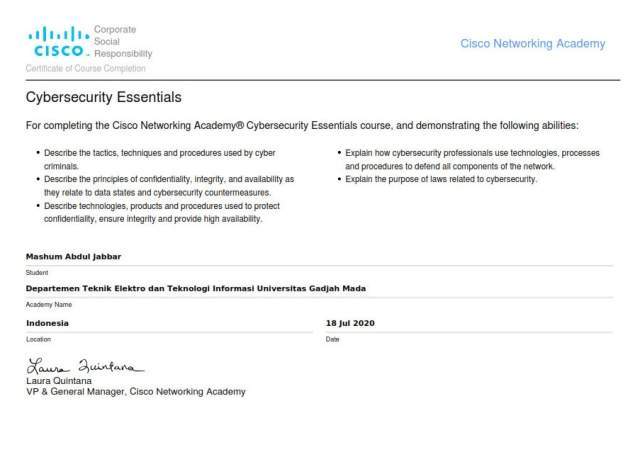 Corporate
Social
Responsibility
CISCO
Cisco Networking Academy
Certificate of Course Completion
Cybersecurity Essentials
For completing the Cisco Networking Academy® Cybersecurity Essentials course, and demonstrating the following abilities:
• Describe the tactics, techniques and procedures used by cyber
criminals.
• Describe the principles of confidentiality, integrity, and availability as
they relate to data states and cybersecurity countermeasures.
• Describe technologies, products and procedures used to protect
confidentiality, ensure integrity and provide high availability.
• Explain how cybersecurity professionals use technologies, processes
and procedures to defend all components of the network.
• Explain the purpose of laws related to cybersecurity.
Mashum Abdul Jabbar
Student
Departemen Teknik Elektro dan Teknologi Informasi Universitas Gadjah Mada
Academy Name
Indonesia
Location
18 Jul 2020
Date
Laura Quintana
Laura Quintana
VP & General Manager, Cisco Networking Academy